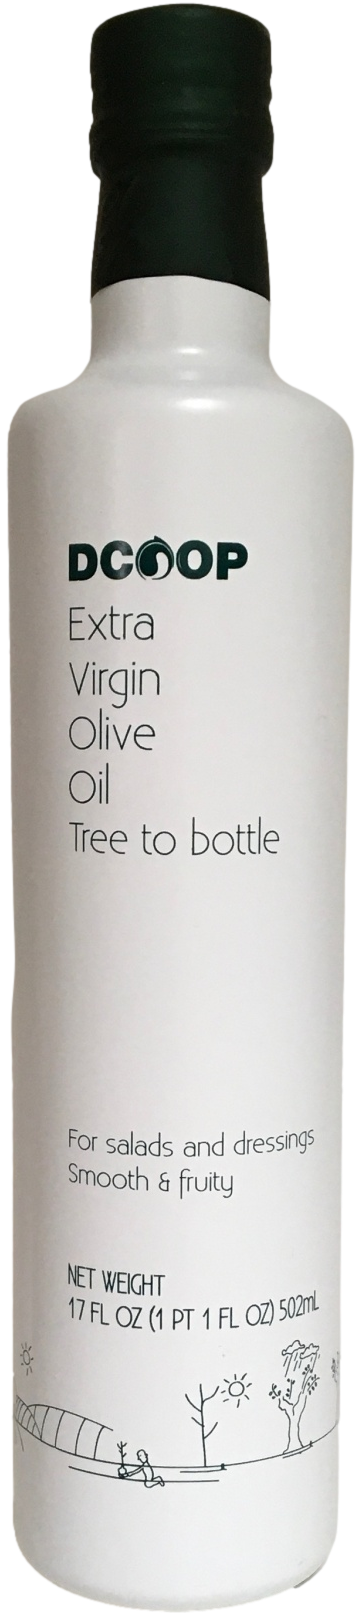 DCOOP
Extra
Virgin
Olive
Oil
Tree to bottle
For salads and dressings
Smooth & fruity
NET WEIGHT
17 FL OZ (1 PT 1 FL OZ) 502mL